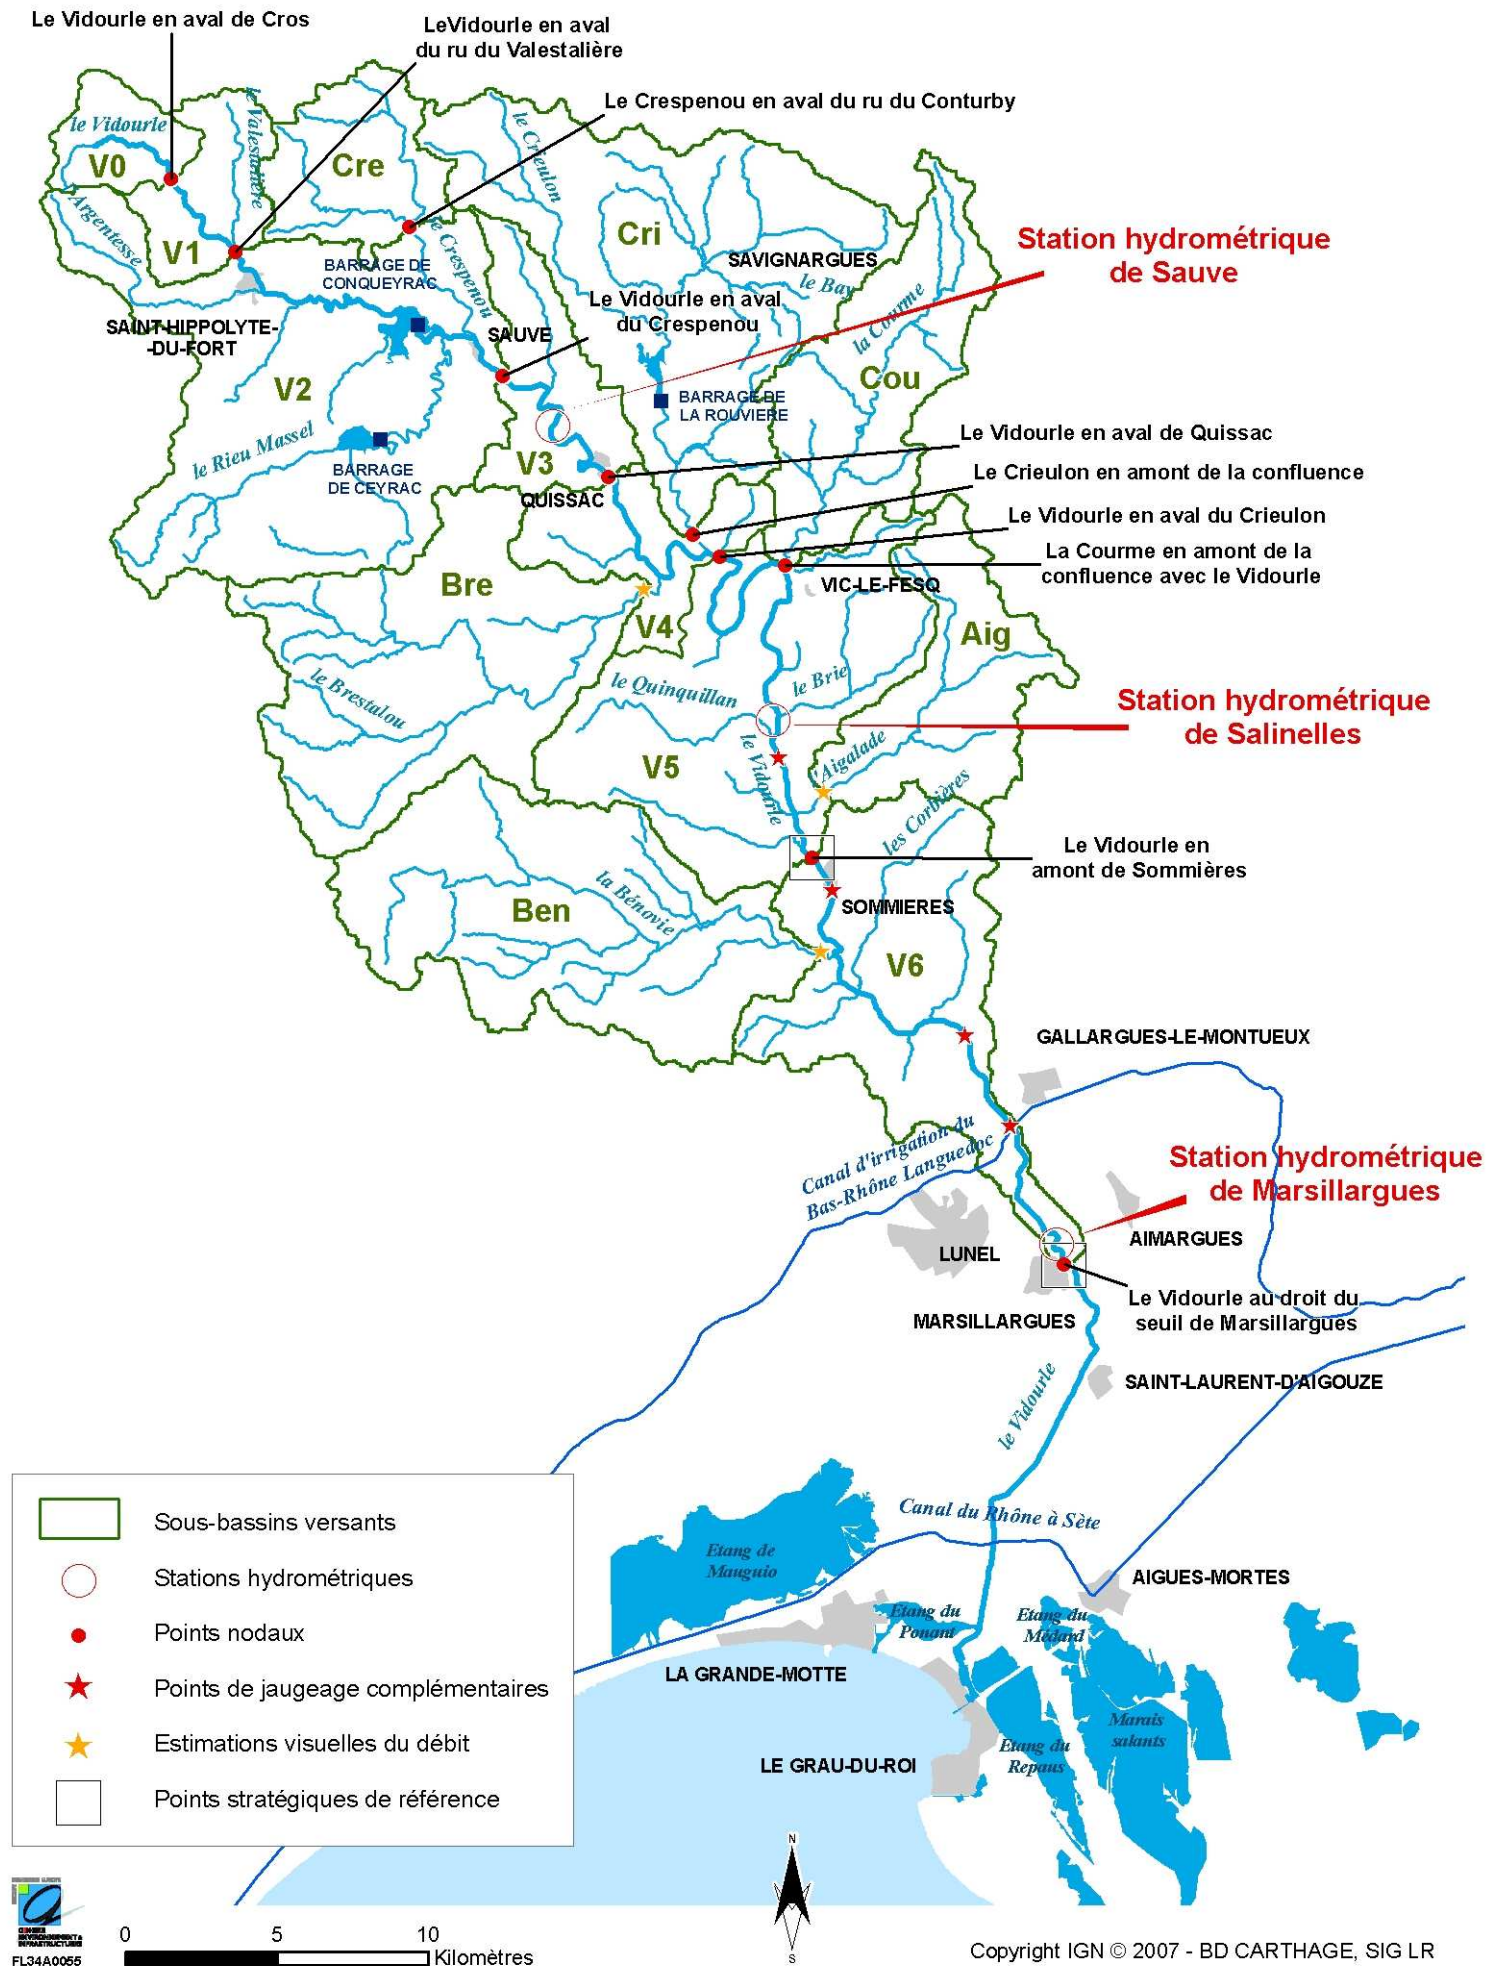 Le Vidourle en aval de Cros
LeVidourle en aval
du ru du Valestalière
Le Crespenou en aval du ru du Conturby
le Vidourle
le Valestalière
le Crieulon
V0
Cre
l'Argentesse
V1
le Crespenou
Cri
SAVIGNARGUES
le Bay
Station hydrométrique
de Sauve
BARRAGE DE
CONQUEYRAC
Le Vidourle en aval
du Crespenou
la Courme
SAINT-HIPPOLYTE-
-DU-FORT
SAUVE
V2
Cou
BARRAGE DE
LA ROUVIERE
le Rieu Massel
BARRAGE
DE CEYRAC
V3
QUISSAC
Le Vidourle en aval de Quissac
Le Crieulon en amont de la confluence
Le Vidourle en aval du Crieulon
La Courme en amont de la
confluence avec le Vidourle
VIC-LE-FESQ
Bre
V4
Aig
le Brestalou
le Quinquillan
le Brie
Station hydrométrique
de Salinelles
V5
le Vidourle
l'Aigalade
les Corbières
Le Vidourle en
amont de Sommières
la Bénovie
Ben
SOMMIERES
V6
GALLARGUES-LE-MONTUEUX
Canal d'irrigation du
Bas-Rhône Languedoc
Station hydrométrique
de Marsillargues
LUNEL
AIMARGUES
Le Vidourle au droit du
seuil de Marsillargues
MARSILLARGUES
SAINT-LAURENT-D'AIGOUZE
le Vidourle
Canal du Rhône à Sète
Etang de
Mauguio
AIGUES-MORTES
Etang du
Ponant
Etang du
Médard
LA GRANDE-MOTTE
Marais
salants
Etang du
Repaus
LE GRAU-DU-ROI
Sous-bassins versants
Stations hydrométriques
Points nodaux
Points de jaugeage complémentaires
Estimations visuelles du débit
Points stratégiques de référence
N
S
0 5 10
Kilomètres
FL34A0055
Copyright IGN © 2007 - BD CARTHAGE, SIG LR